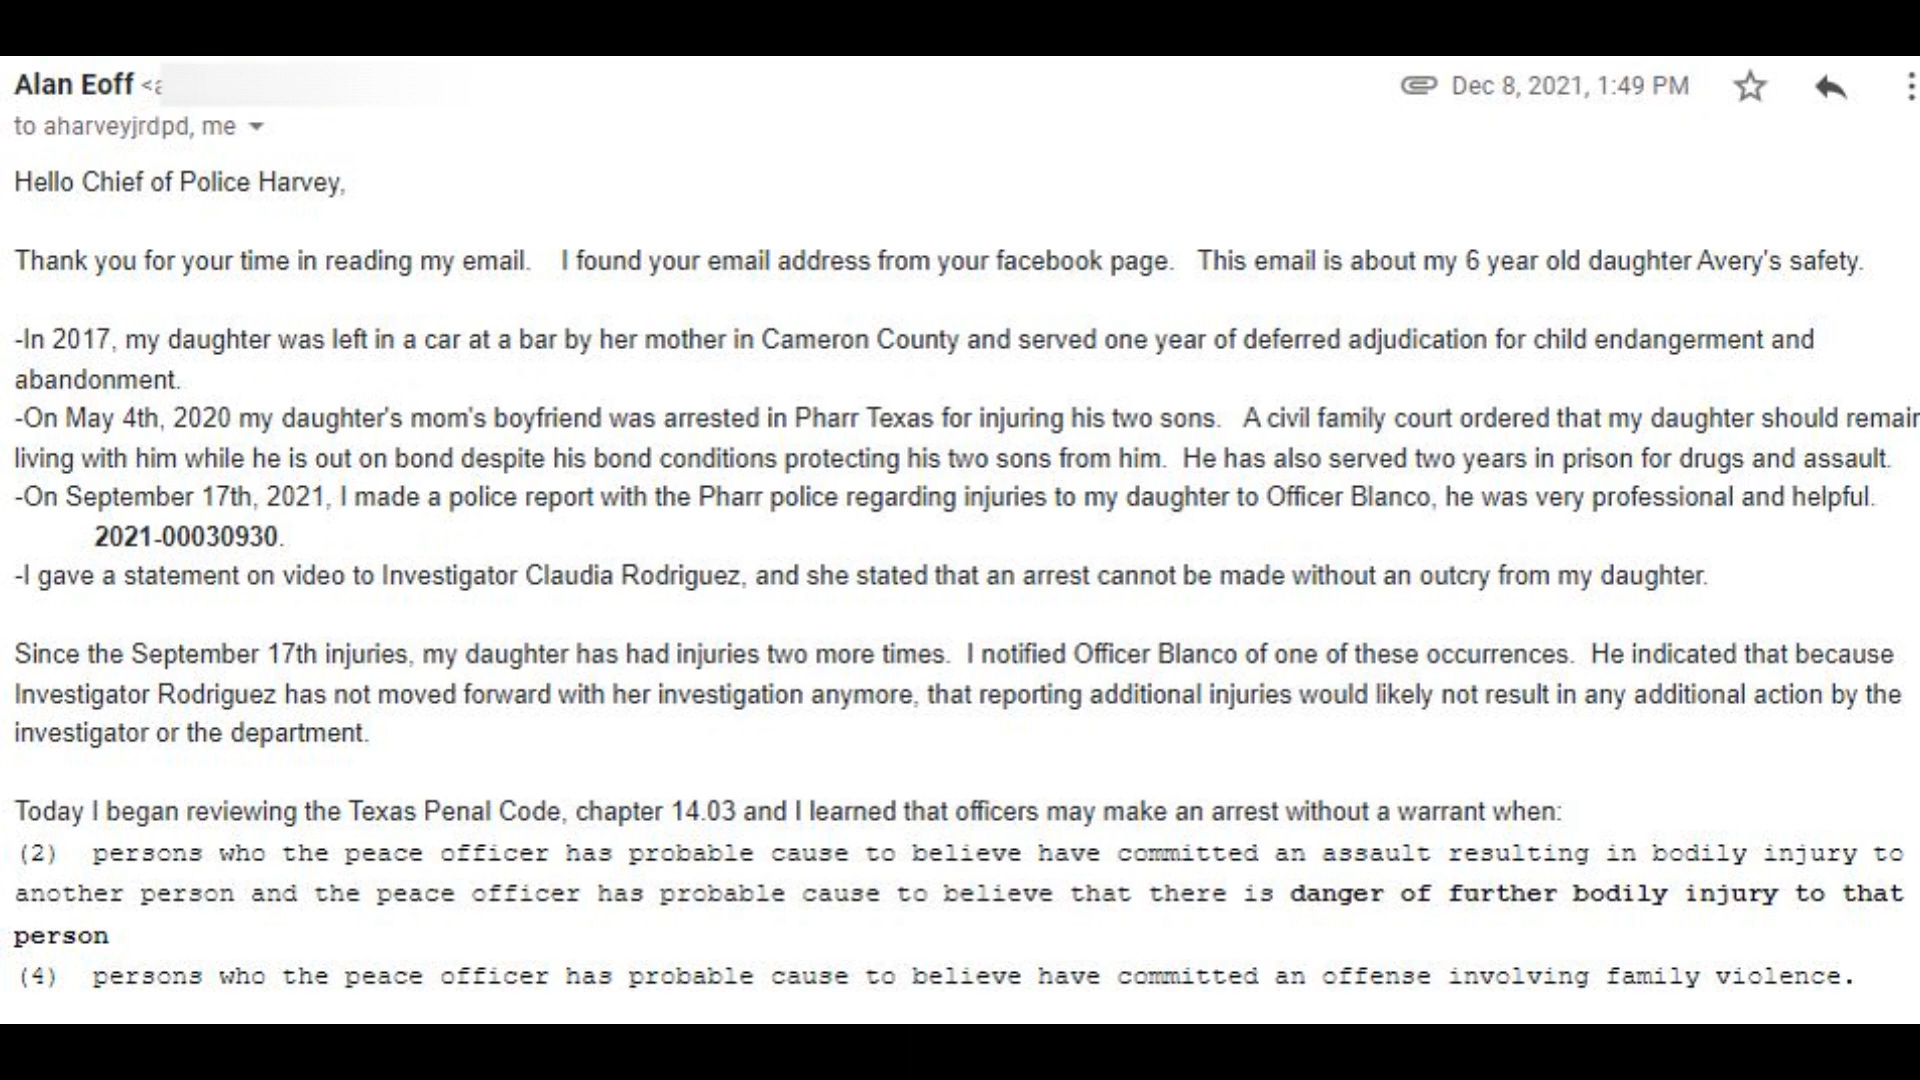 Alan Eoff <a
Dec 8, 2021, 1:49 PM
to aharveyjrdpd, me
Hello Chief of Police Harvey,
Thank you for your time in reading my email. I found your email address from your facebook page. This email is about my 6 year old daughter Avery's safety.
-In 2017, my daughter was left in a car at a bar by her mother in Cameron County and served one year of deferred adjudication for child endangerment and
abandonment.
-On May 4th, 2020 my daughter's mom's boyfriend was arrested in Pharr Texas for injuring his two sons. A civil family court ordered that my daughter should remain
living with him while he is out on bond despite his bond conditions protecting his two sons from him. He has also served two years in prison for drugs and assault.
-On September 17th, 2021, I made a police report with the Pharr police regarding injuries to my daughter to Officer Blanco, he was very professional and helpful.
2021-00030930.
-I gave a statement on video to Investigator Claudia Rodriguez, and she stated that an arrest cannot be made without an outcry from my daughter.
Since the September 17th injuries, my daughter has had injuries two more times. I notified Officer Blanco of one of these occurrences. He indicated that because
Investigator Rodriguez has not moved forward with her investigation anymore, that reporting additional injuries would likely not result in any additional action by the
investigator or the department.
Today I began reviewing the Texas Penal Code, chapter 14.03 and I learned that officers may make an arrest without a warrant when:
(2) persons who the peace officer has probable cause to believe have committed an assault resulting in bodily injury to
another person and the peace officer has probable cause to believe that there is danger of further bodily injury to that
person
(4) persons who the peace officer has probable cause to believe have committed an offense involving family violence.